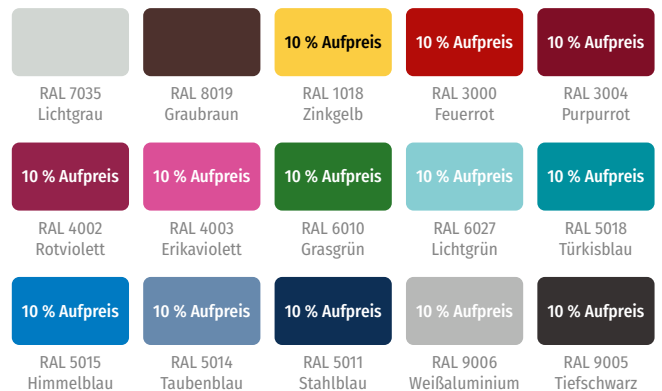 10 % Aufpreis
10 % Aufpreis
10 % Aufpreis
RAL 7035
Lichtgrau
RAL 8019
Graubraun
RAL 1018
Zinkgelb
RAL 3000
Feuerrot
RAL 3004
Purpurrot
10 % Aufpreis
10 % Aufpreis
10 % Aufpreis
10 % Aufpreis
10 % Aufpreis
RAL 4002
Rotviolett
RAL 4003
Erikaviolett
RAL 6010
Grasgrün
RAL 6027
Lichtgrün
RAL 5018
Türkisblau
10 % Aufpreis
10 % Aufpreis
10 % Aufpreis
10 % Aufpreis
10 % Aufpreis
RAL 5015
Himmelblau
RAL 5014
Taubenblau
RAL 5011
Stahlblau
RAL 9006
Weißaluminium
RAL 9005
Tiefschwarz